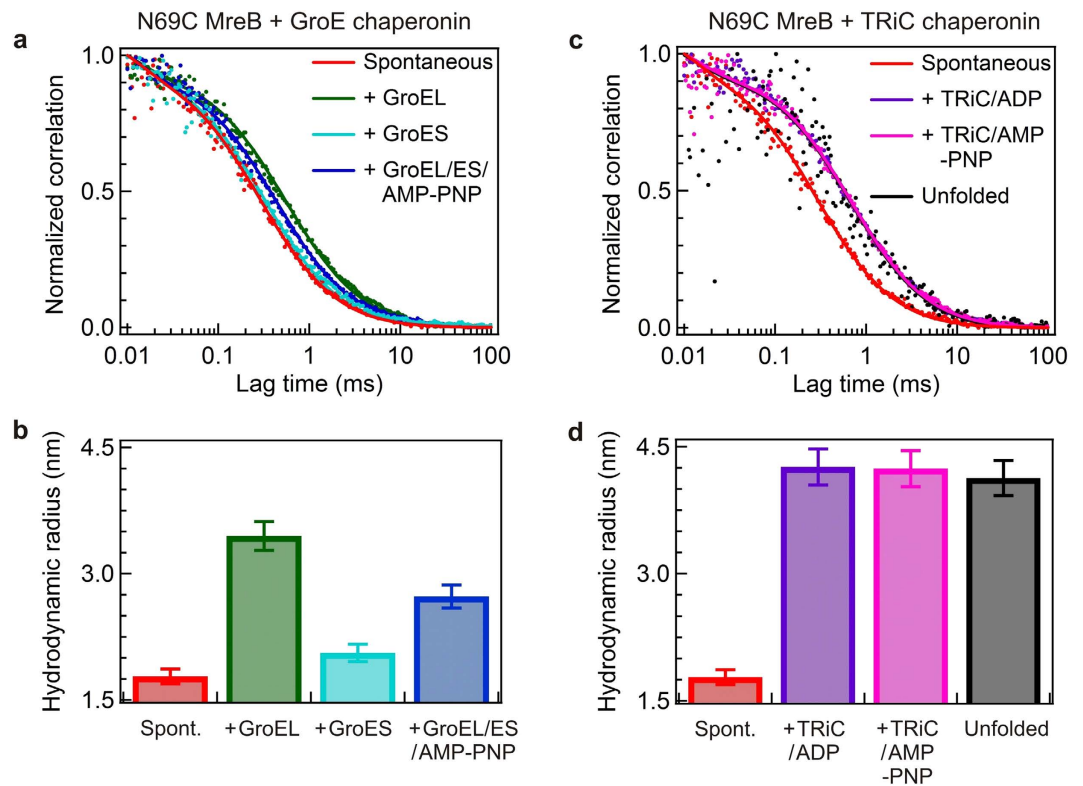 N69C MreB + GroE chaperonin
a
Normalized correlation
1.0
0.5
0.0
Spontaneous
+ GroEL
+ GroES
+ GroEL/ES/
AMP-PNP
0.01
0.1
1
10
100
Lag time (ms)
N69C MreB + TRiC chaperonin
c
Normalized correlation
1.0
0.5
0.0
Spontaneous
+ TRiC/ADP
+ TRiC/AMP
-PNP
Unfolded
0.01
0.1
1
10
100
Lag time (ms)
b
Hydrodynamic radius (nm)
4.5
3.0
1.5
Spont.
+GroEL
+GroES
+GroEL/ES
/AMP-PNP
d
Hydrodynamic radius (nm)
4.5
3.0
1.5
Spont.
+TRiC
/ADP
+TRiC
/AMP
-PNP
Unfolded